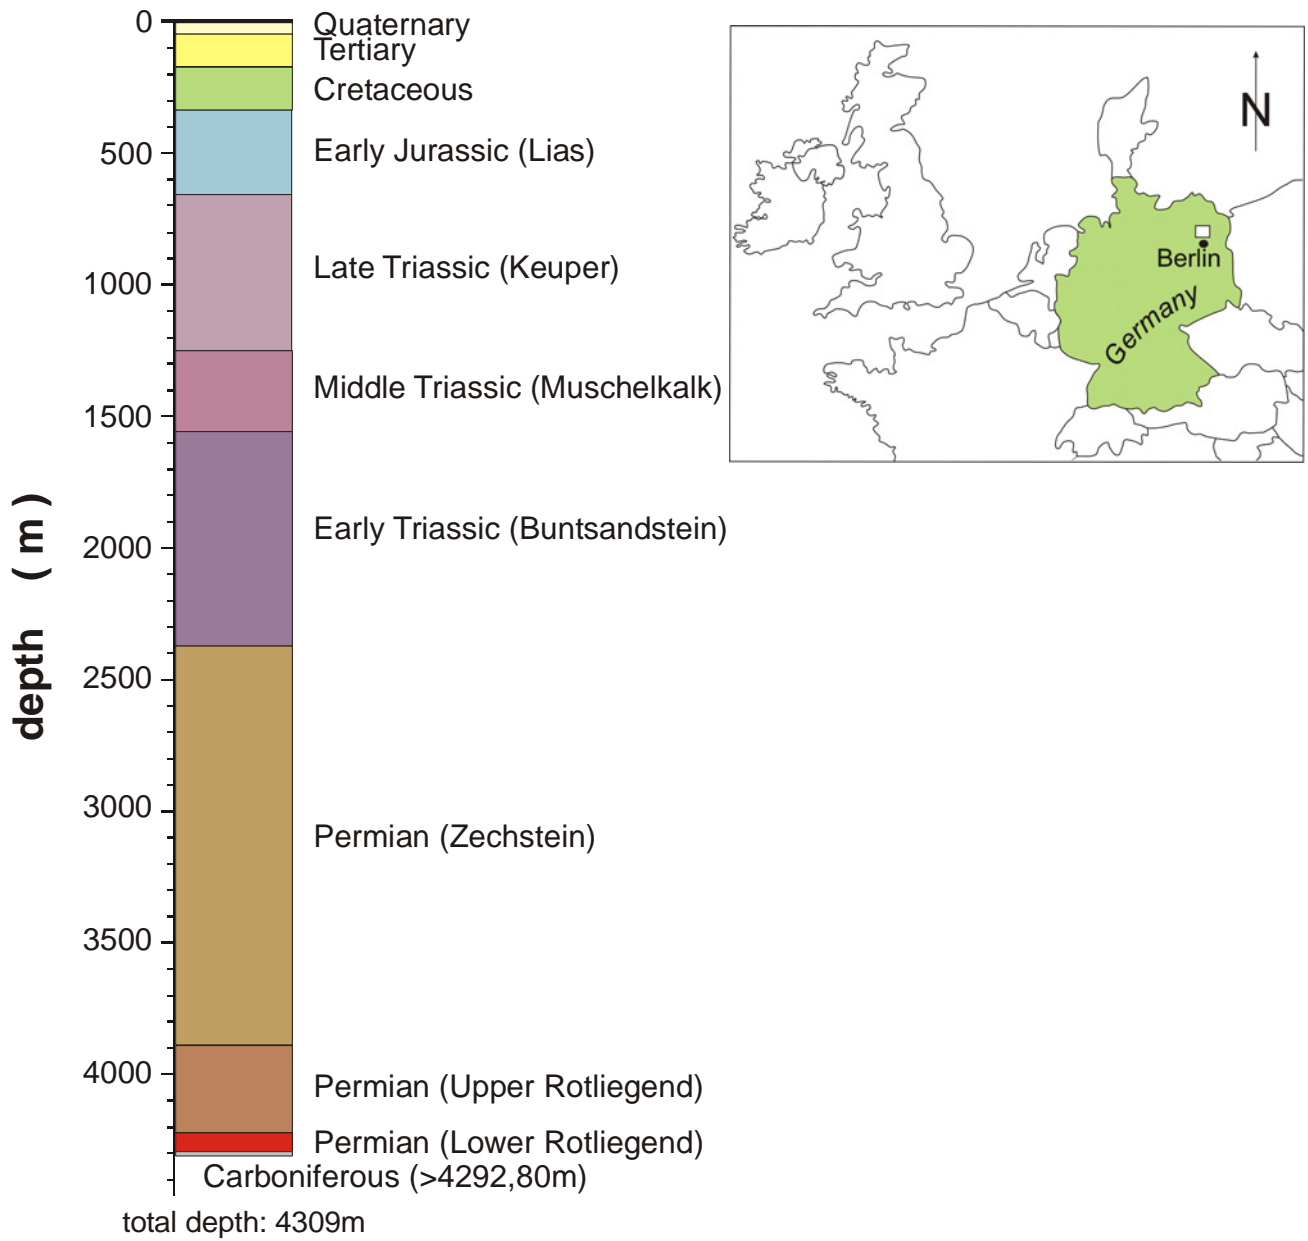 0
Quaternary
Tertiary
Cretaceous
500
Early Jurassic (Lias)
Late Triassic (Keuper)
1000
Middle Triassic (Muschelkalk)
1500
Early Triassic (Buntsandstein)
2000
2500
3000
Permian (Zechstein)
3500
4000
Permian (Upper Rotliegend)
Permian (Lower Rotliegend)
Carboniferous (>4292,80m)
total depth: 4309m
depth (m)
N
Berlin
Germany